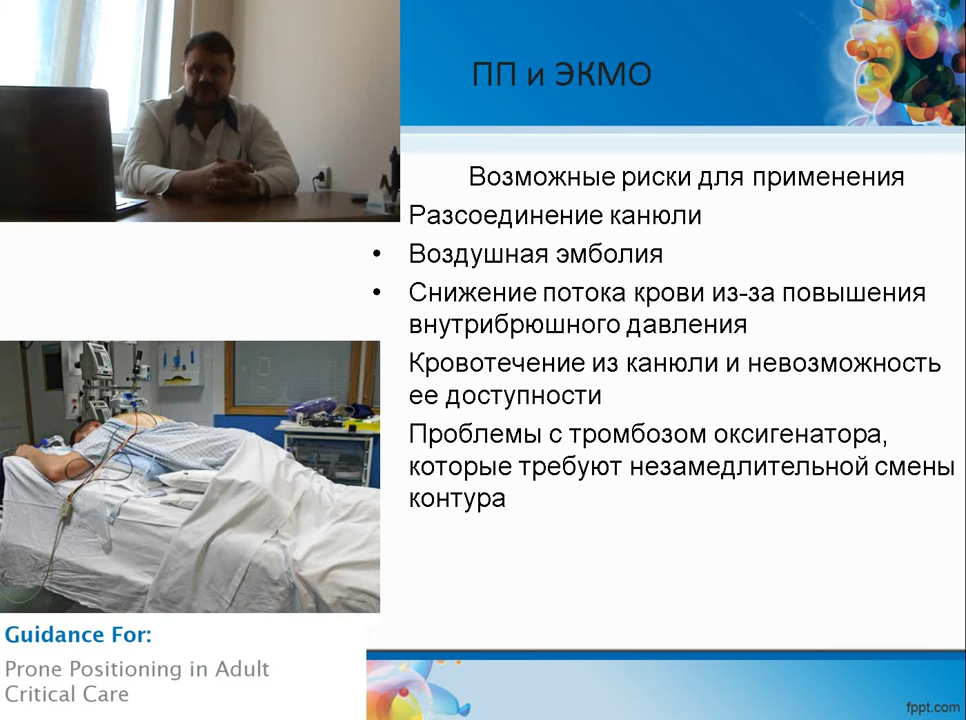 ПП и ЭКМО
Возможные риски для применения
Разсоединение канюли
• Воздушная эмболия
• Снижение потока крови из-за повышения
внутрибрюшного давления
Кровотечение из канюли и невозможность
ее доступности
Проблемы с тромбозом оксигенатора,
которые требуют незамедлительной смены
контура
Guidance For:
Prone Positioning in Adult
Critical Care
fppt.com